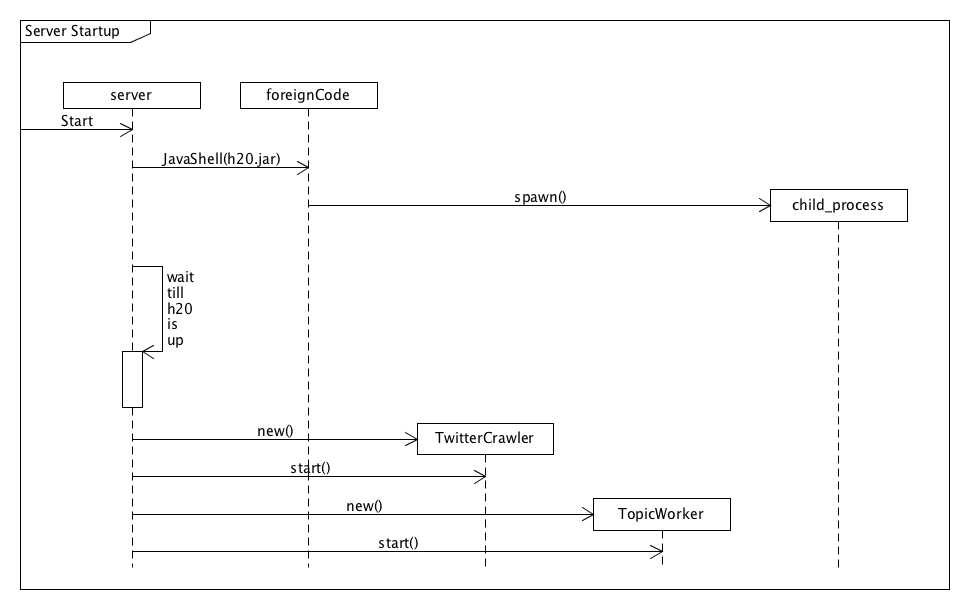 Server Startup
server
foreignCode
Start
JavaShell(h20.jar)
spawn()
child_process
wait
till
h20
is
up
new()
TwitterCrawler
start()
new()
TopicWorker
start()